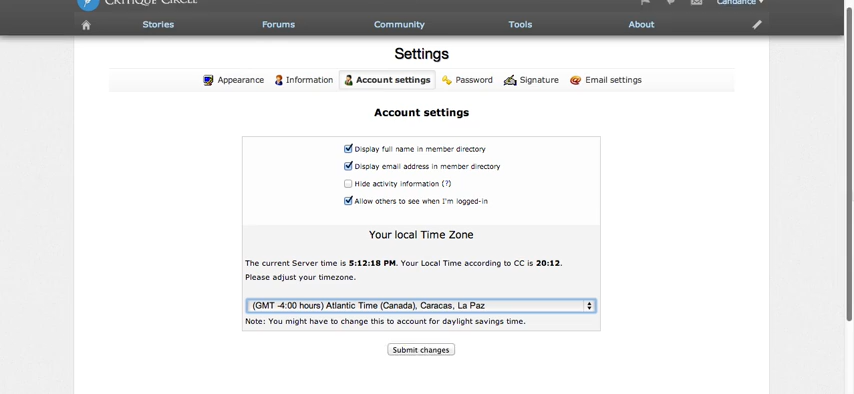 CRITIQUE CIRCLE
Candance
Stories Forums Community Tools About
Settings
Appearance Information Account settings Password Signature Email settings
Account settings
Display full name in member directory
Display email address in member directory
Hide activity information (?)
Allow others to see when I'm logged-in
Your local Time Zone
The current Server time is 5:12:18 PM. Your Local Time according to CC is 20:12.
Please adjust your timezone.
(GMT -4:00 hours) Atlantic Time (Canada), Caracas, La Paz
Note: You might have to change this to account for daylight savings time.
Submit changes